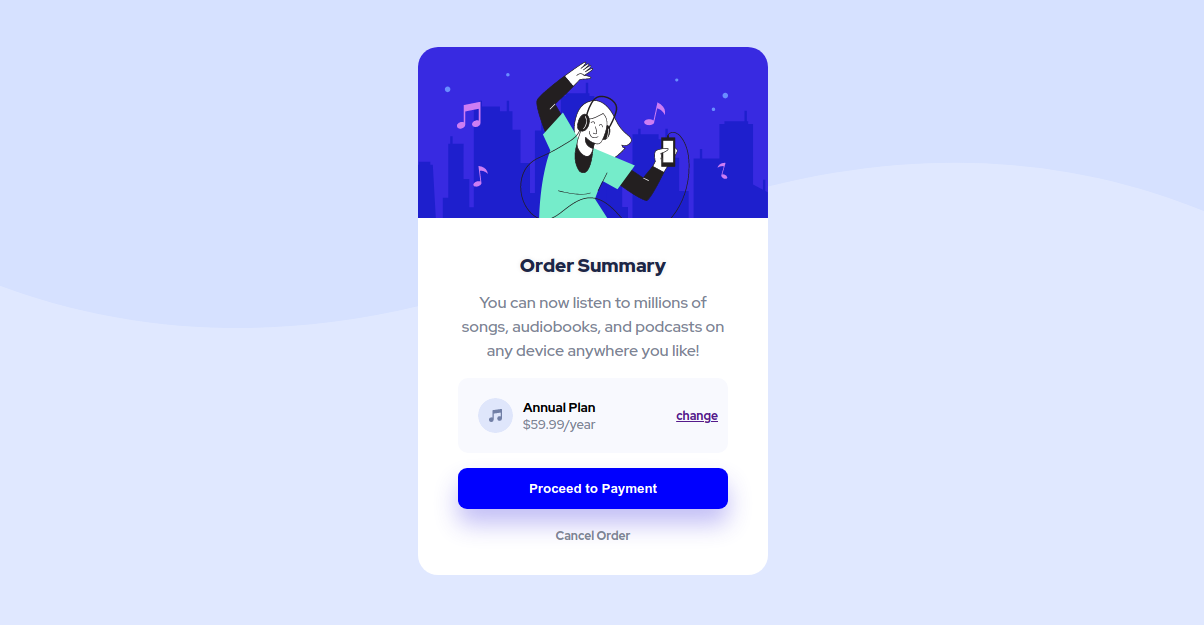 Order Summary
You can now listen to millions of
songs, audiobooks, and podcasts on
any device anywhere you like!
Annual Plan
$59.99/year
change
Proceed to Payment
Cancel Order